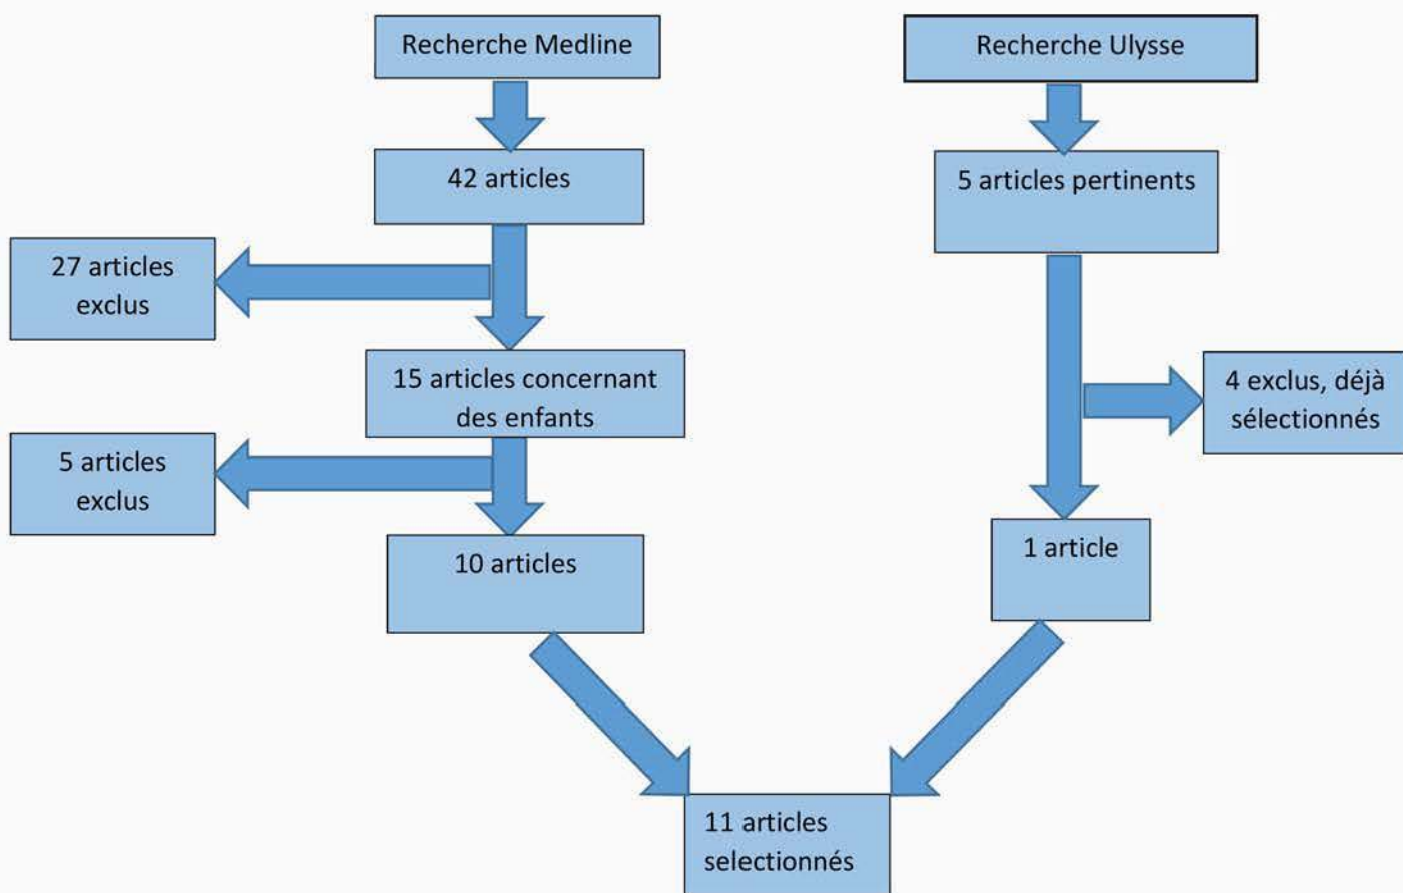 Recherche Medline
Recherche Ulysse
42 articles
5 articles pertinents
27 articles
exclus
15 articles concernant
des enfants
4 exclus, déjà
sélectionnés
5 articles
exclus
10 articles
1 article
11 articles
selectionnés